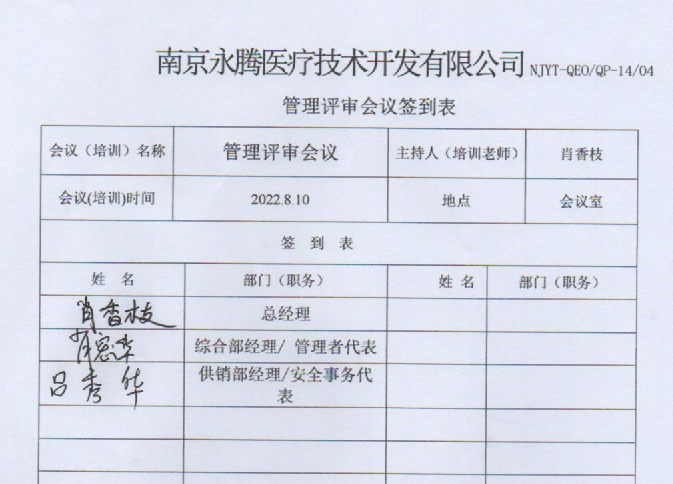 南京永腾医疗技术开发有限公司 NJYT-QEO/QP-14/04
管理评审会议签到表
会议（培训）名称 管理评审会议 主持人（培训老师） 肖香枝
会议(培训)时间 2022.8.10 地点 会议室
签 到 表
姓 名 部门（职务） 姓 名 部门（职务）
肖香枝 总经理
综合部经理/ 管理者代表
吕秀华 供销部经理/安全事务代
表